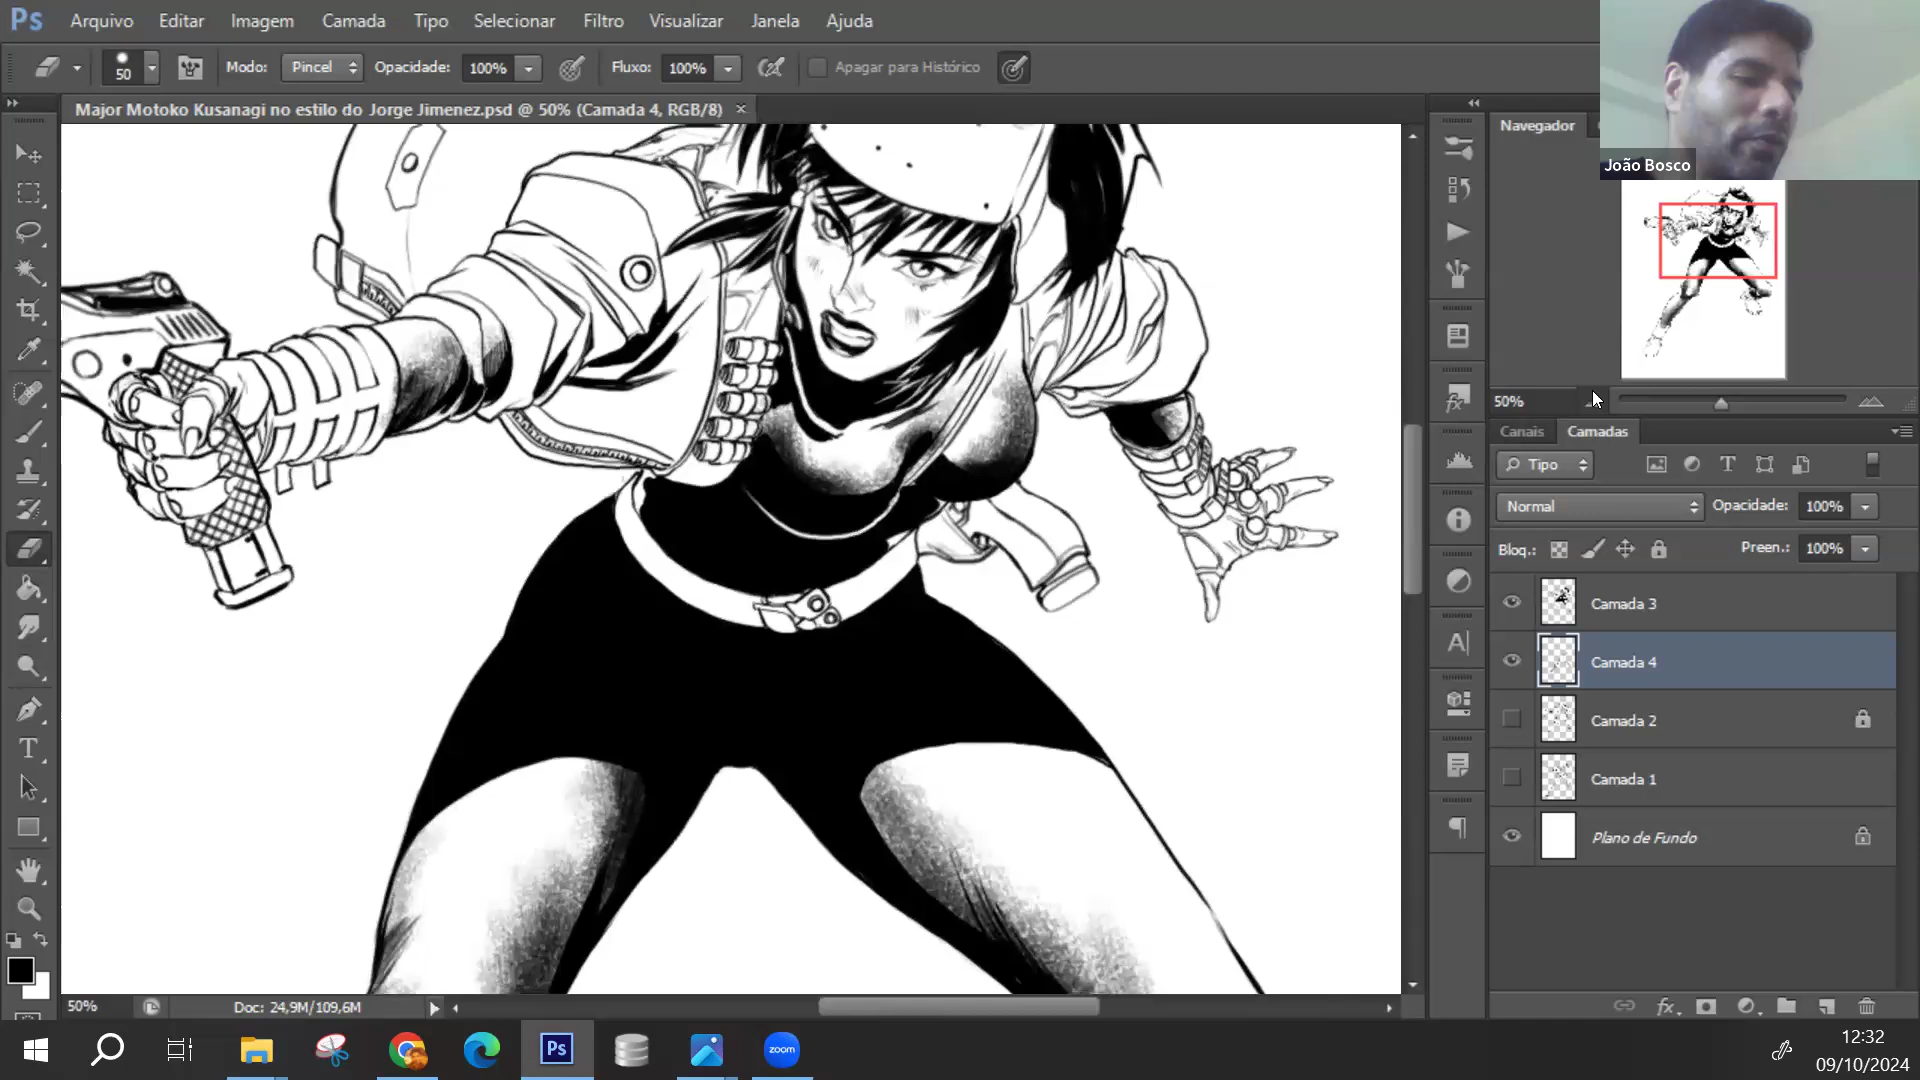 Ps Arquivo Editar Imagem Camada Tipo Selecionar Filtro Visualizar Janela Ajuda
50 Modo: Pincel Opacidade: 100% Fluxo: 100% Apagar para Histórico
Major Motoko Kusanagi no estilo do Jorge Jimenez.psd @ 50% (Camada 4, RGB/8) ×
Navegador
João Bosco
50%
Canais Camadas
Tipo
Normal Opacidade: 100%
Bloq.: Preen.: 100%
Camada 3
Camada 4
Camada 2
Camada 1
Plano de Fundo
50% Doc: 24,9M/109,6M
Ps zoom
12:32
09/10/2024